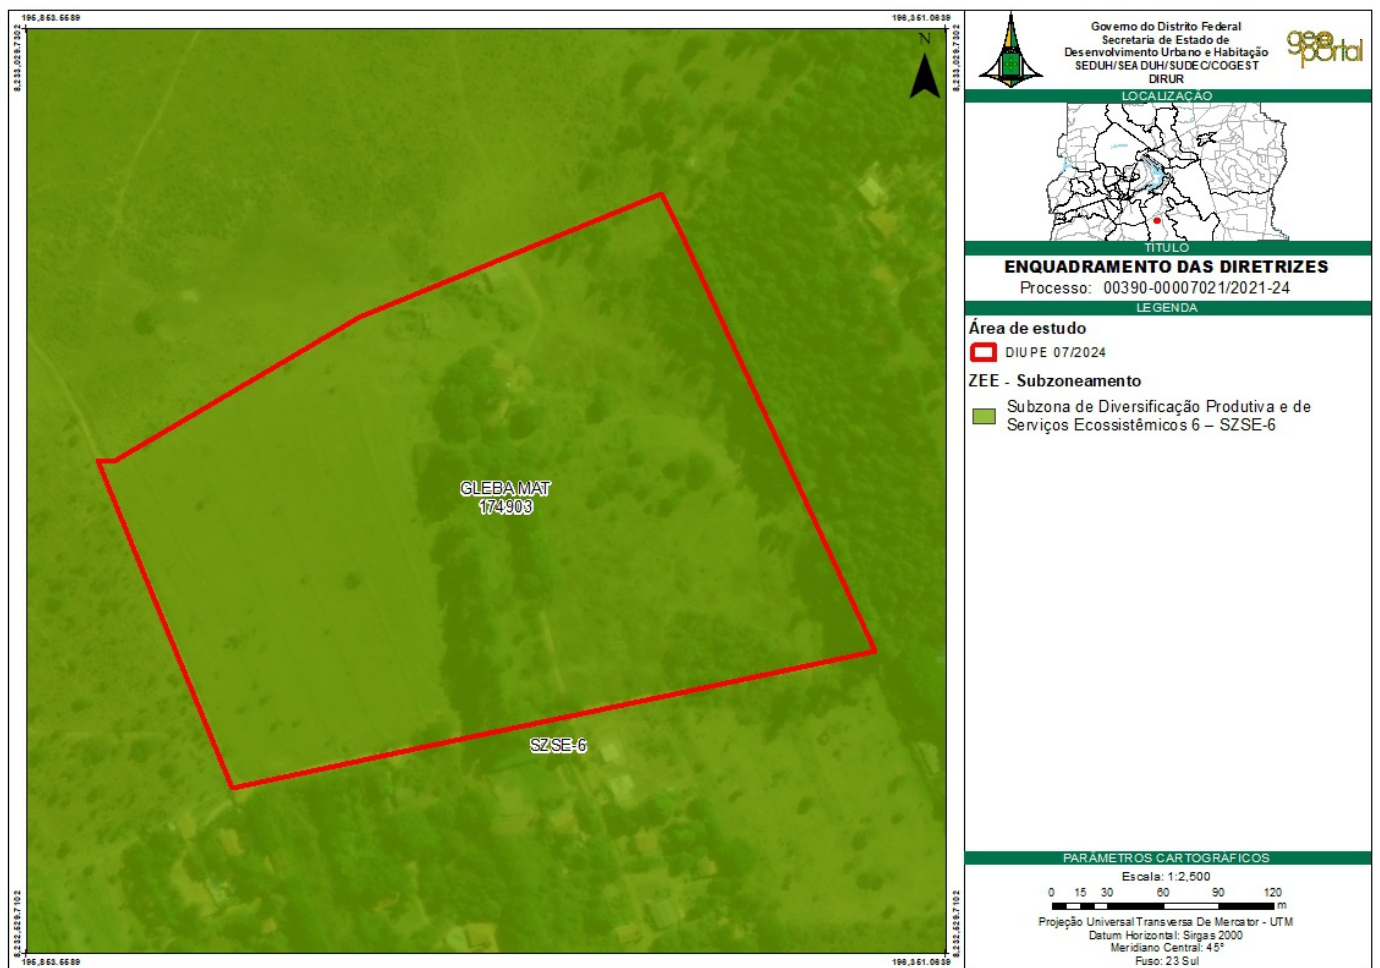 195,853.5589
196,351.0639
8,233,029.7302
8,233,029.7302
N
GLEBA MAT
174903
SZSE-6
8,232,529.7102
8,232,529.7102
195,853.5589
196,351.0639
Governo do Distrito Federal
Secretaria de Estado de
Desenvolvimento Urbano e Habitação
SEDUH/SEADUH/SUDEC/COGEST
DIRUR
geoportal
LOCALIZAÇÃO
TÍTULO
ENQUADRAMENTO DAS DIRETRIZES
Processo: 00390-00007021/2021-24
LEGENDA
Área de estudo
DIUPE 07/2024
ZEE - Subzoneamento
Subzona de Diversificação Produtiva e de
Serviços Ecossistêmicos 6 – SZSE-6
PARÂMETROS CARTOGRÁFICOS
Escala: 1:2,500
0 15 30 60 90 120
m
Projeção Universal Transversa De Mercator - UTM
Datum Horizontal: Sirgas 2000
Meridiano Central: 45°
Fuso: 23 Sul